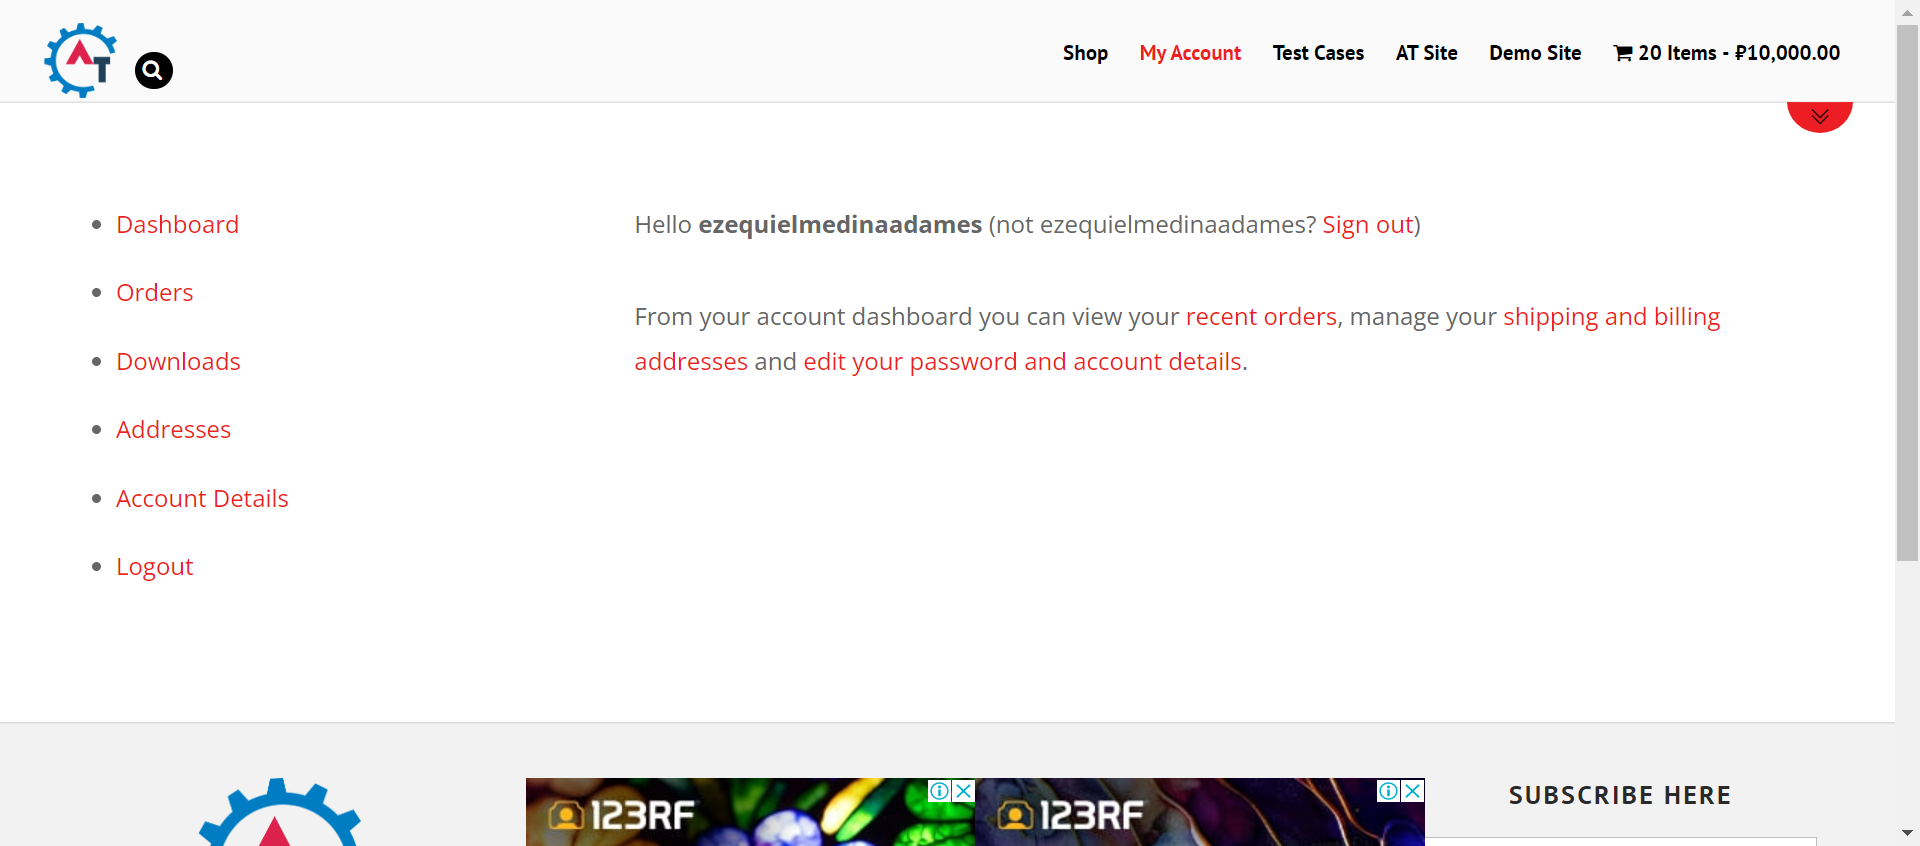 AT
Shop
My Account
Test Cases
AT Site
Demo Site
20 Items - ₽10,000.00
Dashboard
Orders
Downloads
Addresses
Account Details
Logout
Hello ezequielmedinaadames (not ezequielmedinaadames? Sign out)
From your account dashboard you can view your recent orders, manage your shipping and billing
addresses and edit your password and account details.
123RF
123RF
SUBSCRIBE HERE